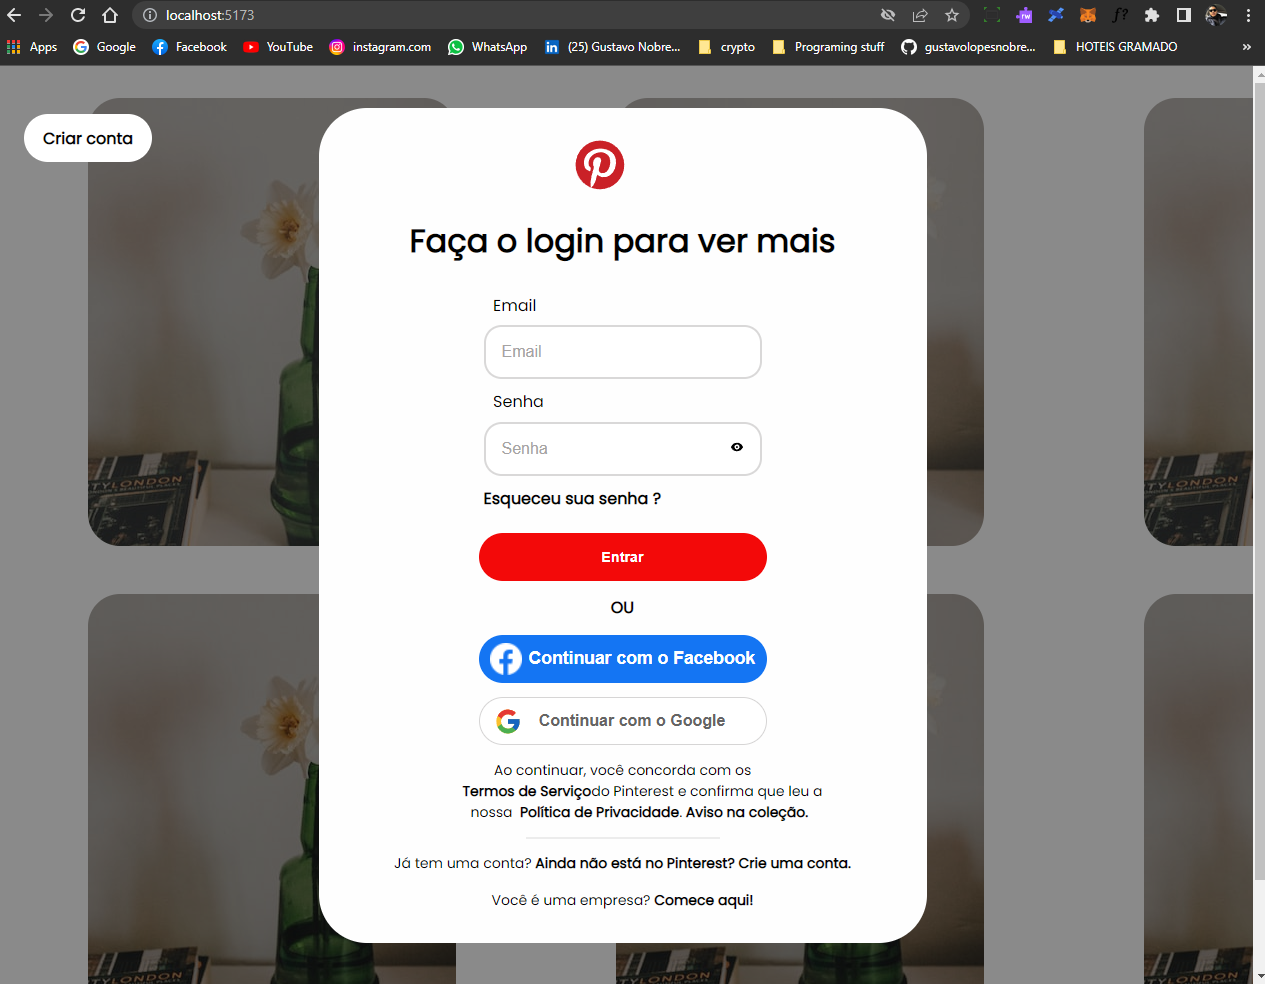 localhost:5173
Apps Google Facebook YouTube instagram.com WhatsApp (25) Gustavo Nobre... crypto Programing stuff gustavolopesnobre... HOTEIS GRAMADO »
Criar conta
Faça o login para ver mais
Email
Email
Senha
Senha
Esqueceu sua senha ?
Entrar
OU
Continuar com o Facebook
Continuar com o Google
Ao continuar, você concorda com os
Termos de Serviçodo Pinterest e confirma que leu a
nossa Política de Privacidade. Aviso na coleção.
Já tem uma conta? Ainda não está no Pinterest? Crie uma conta.
Você é uma empresa? Comece aqui!